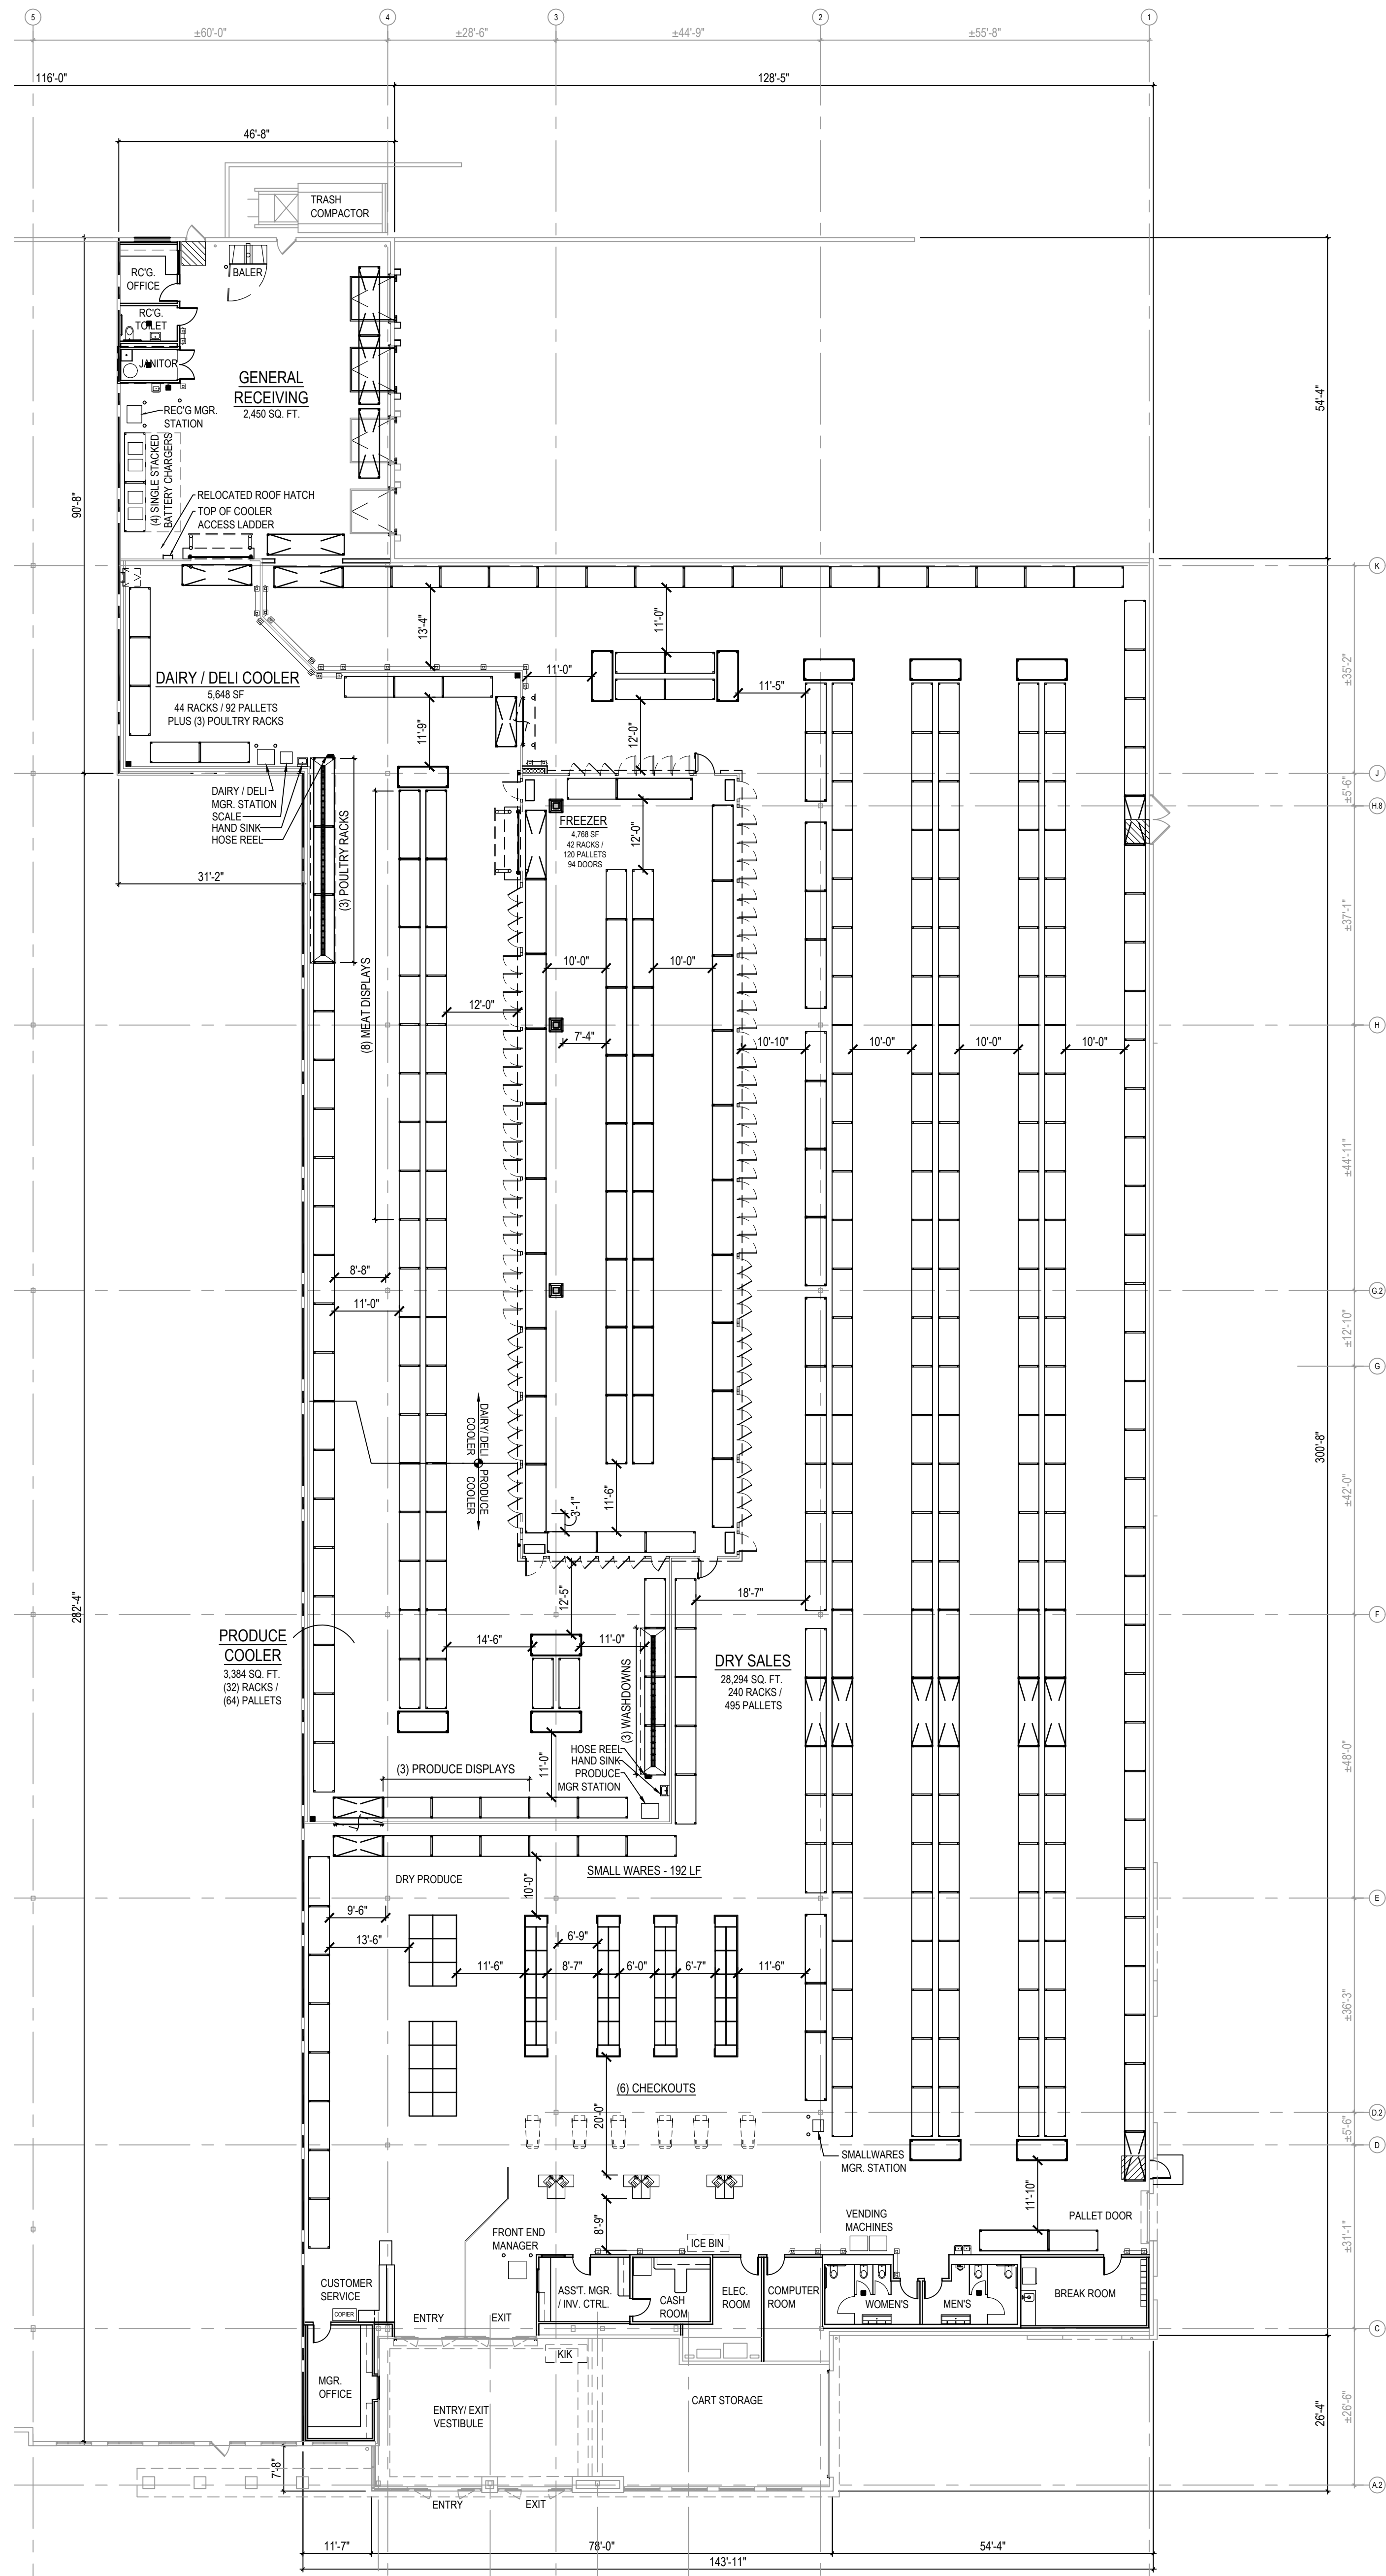 5
4
3
2
1
±60'-0"
±28'-6"
±44'-9"
±55'-8"
116'-0"
128'-5"
46'-8"
TRASH
COMPACTOR
RC'G.
OFFICE
BALER
RC'G.
TOILET
JANITOR
GENERAL
RECEIVING
2,450 SQ. FT.
REC'G MGR.
STATION
(4) SINGLE STACKED
BATTERY CHARGERS
54'-4"
90'-8"
RELOCATED ROOF HATCH
TOP OF COOLER
ACCESS LADDER
K
13'-4"
11'-0"
DAIRY / DELI COOLER
5,648 SF
44 RACKS / 92 PALLETS
PLUS (3) POULTRY RACKS
11'-0"
11'-5"
±35'-2"
11'-9"
12'-0"
J
DAIRY / DELI
MGR. STATION
SCALE
HAND SINK
HOSE REEL
±5'-6"
H.8
FREEZER
4,768 SF
42 RACKS /
120 PALLETS
94 DOORS
12'-0"
31'-2"
(3) POULTRY RACKS
±37'-1"
(8) MEAT DISPLAYS
10'-0"
10'-0"
12'-0"
7'-4"
10'-10"
10'-0"
10'-0"
10'-0"
H
±44'-11"
8'-8"
11'-0"
G.2
±12'-10"
G
DAIRY/ DELI
COOLER
PRODUCE
COOLER
300'-8"
11'-6"
3'-1"
±42'-0"
282'-4"
12'-5"
18'-7"
F
PRODUCE
COOLER
3,384 SQ. FT.
(32) RACKS /
(64) PALLETS
14'-6"
11'-0"
DRY SALES
28,294 SQ. FT.
240 RACKS /
495 PALLETS
(3) WASHDOWNS
HOSE REEL
HAND SINK
PRODUCE
MGR STATION
±48'-0"
(3) PRODUCE DISPLAYS
11'-0"
DRY PRODUCE
SMALL WARES - 192 LF
10'-0"
E
9'-6"
13'-6"
6'-9"
11'-6"
8'-7"
6'-0"
6'-7"
11'-6"
±36'-3"
(6) CHECKOUTS
20'-0"
D.2
±5'-6"
D
SMALLWARES
MGR. STATION
11'-10"
PALLET DOOR
VENDING
MACHINES
8'-9"
FRONT END
MANAGER
ICE BIN
±31'-1"
CUSTOMER
SERVICE
COPIER
ENTRY
EXIT
ASS'T. MGR.
/ INV. CTRL.
CASH
ROOM
ELEC.
ROOM
COMPUTER
ROOM
WOMEN'S
MEN'S
BREAK ROOM
C
KIK
MGR.
OFFICE
ENTRY/ EXIT
VESTIBULE
CART STORAGE
26'-4"
±26'-6"
7'-8"
A.2
ENTRY
EXIT
11'-7"
78'-0"
54'-4"
143'-11"